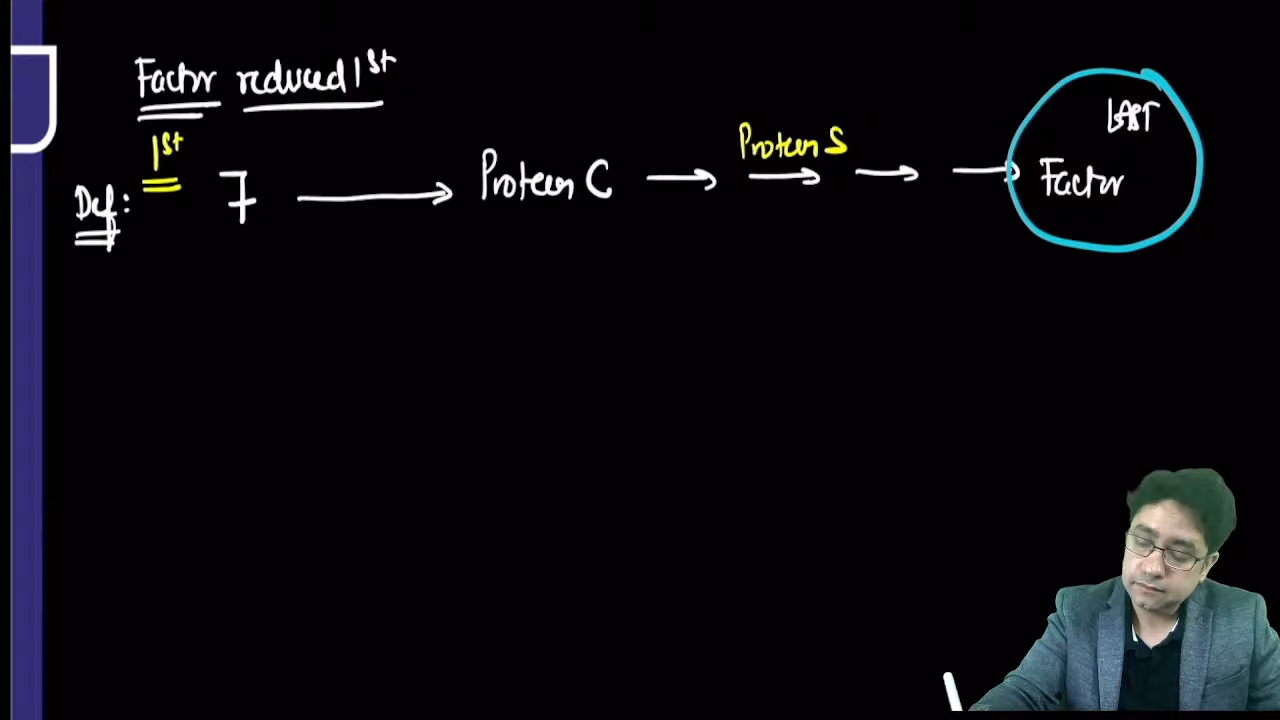 Factor reduced 1st
1st
Def: 7 → Protein C → Protein S → → → Factor
LAST